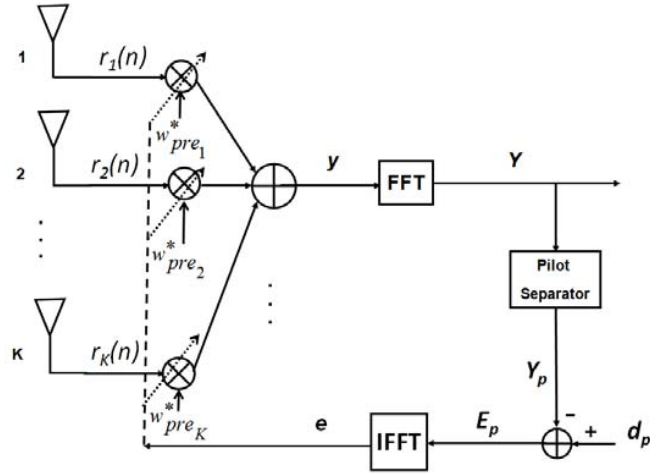 1
r₁(n)
w*pre₁
2
r₂(n)
w*pre₂
y
FFT
Y
Pilot
Separator
K
rK(n)
w*preK
Yp
−
+
dp
Ep
IFFT
e